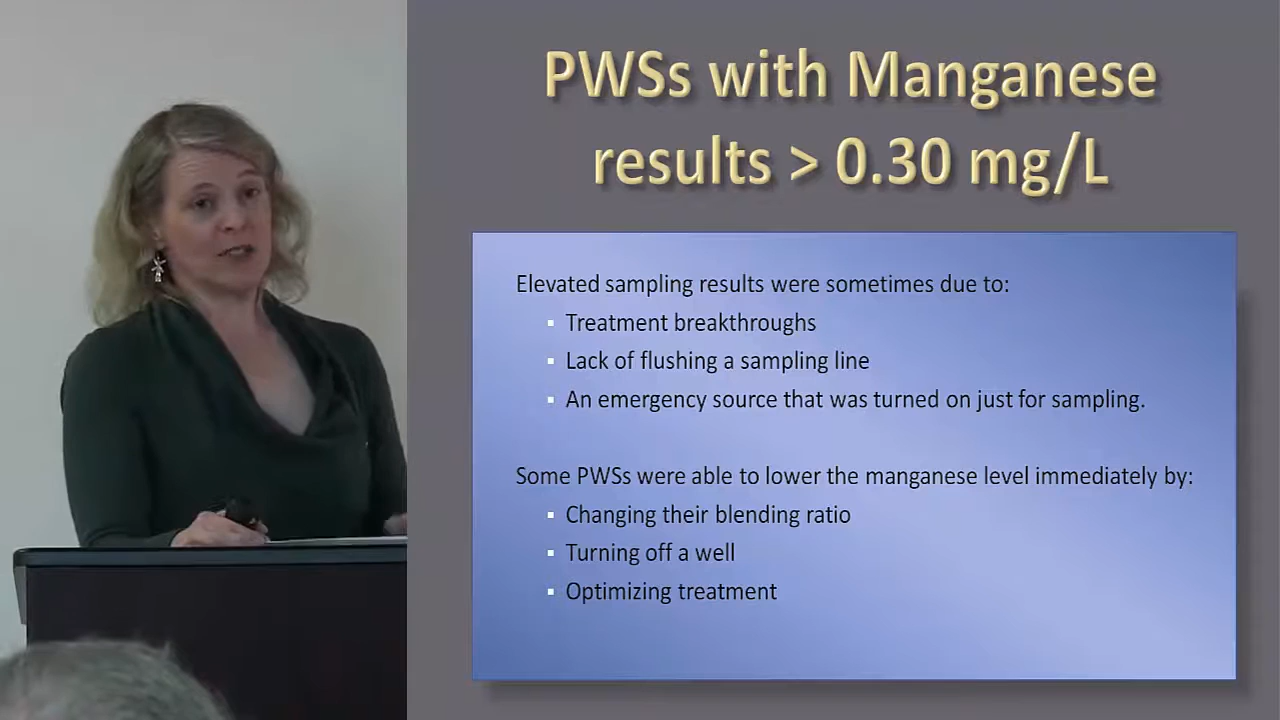 PWSs with Manganese
results > 0.30 mg/L
Elevated sampling results were sometimes due to:
▪ Treatment breakthroughs
▪ Lack of flushing a sampling line
▪ An emergency source that was turned on just for sampling.
Some PWSs were able to lower the manganese level immediately by:
▪ Changing their blending ratio
▪ Turning off a well
▪ Optimizing treatment